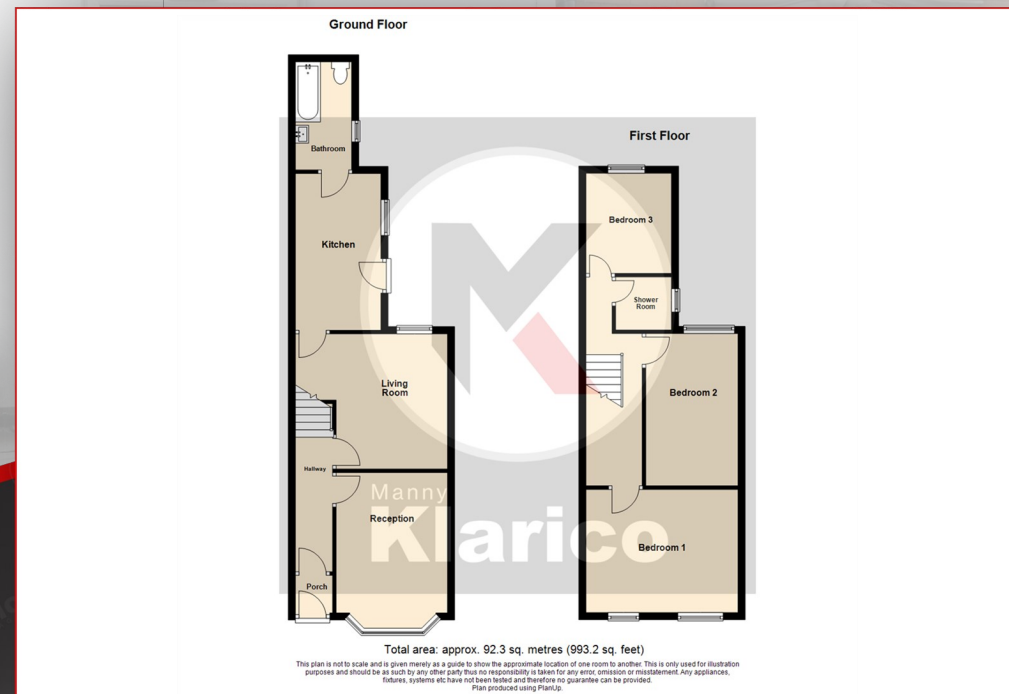 Ground Floor
First Floor
Bathroom
Kitchen
Living
Room
Hallway
Reception
Porch
Bedroom 3
Shower
Room
Bedroom 2
Bedroom 1
Manny
Klarico
Total area: approx. 92.3 sq. metres (993.2 sq. feet)
This plan is not to scale and is given merely as a guide to show the approximate location of one room to another. This is only used for illustration
purposes and should be as such by any other party thus no responsibility is taken for any error, omission or misstatement. Any appliances,
fixtures, systems etc have not been tested and therefore no guarantee can be provided.
Plan produced using PlanUp.